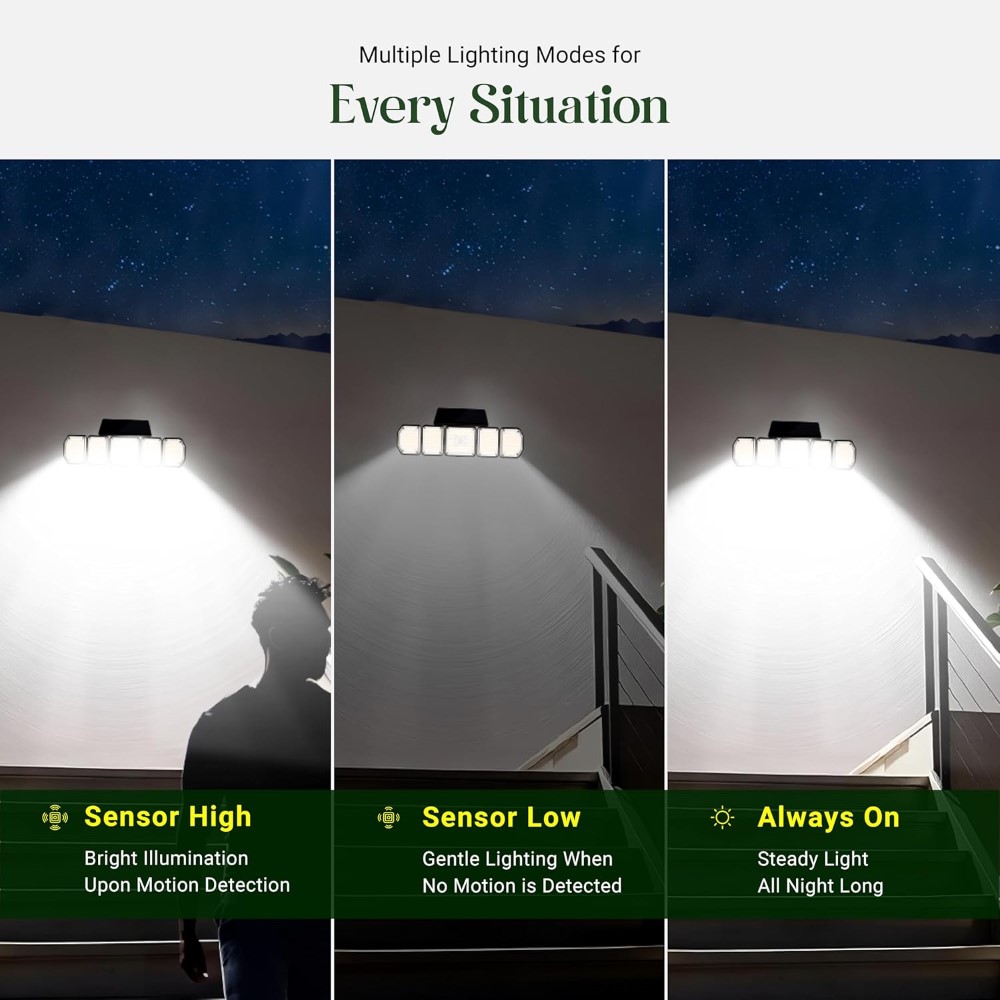 Multiple Lighting Modes for
Every Situation
Sensor High
Bright Illumination
Upon Motion Detection
Sensor Low
Gentle Lighting When
No Motion is Detected
Always On
Steady Light
All Night Long